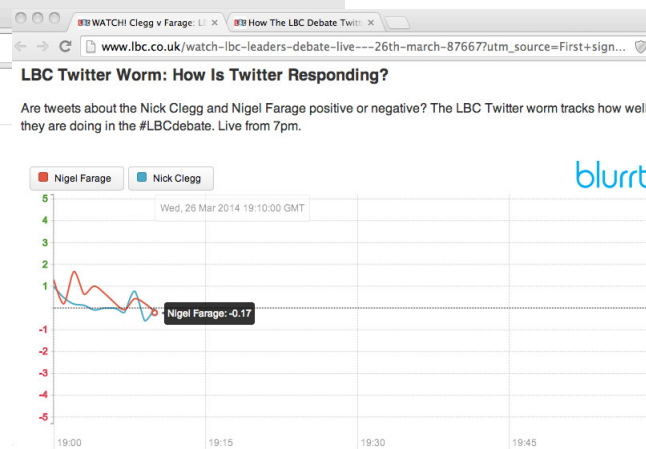 WATCH! Clegg v Farage: L
How The LBC Debate Twitt
www.lbc.co.uk/watch-lbc-leaders-debate-live---26th-march-87667?utm_source=First+sign...
LBC Twitter Worm: How Is Twitter Responding?
Are tweets about the Nick Clegg and Nigel Farage positive or negative? The LBC Twitter worm tracks how well
they are doing in the #LBCdebate. Live from 7pm.
blurrt
Nigel Farage
Nick Clegg
Wed, 26 Mar 2014 19:10:00 GMT
5
4
3
2
1
Nigel Farage: -0.17
-1
-2
-3
-4
-5
19:00
19:15
19:30
19:45